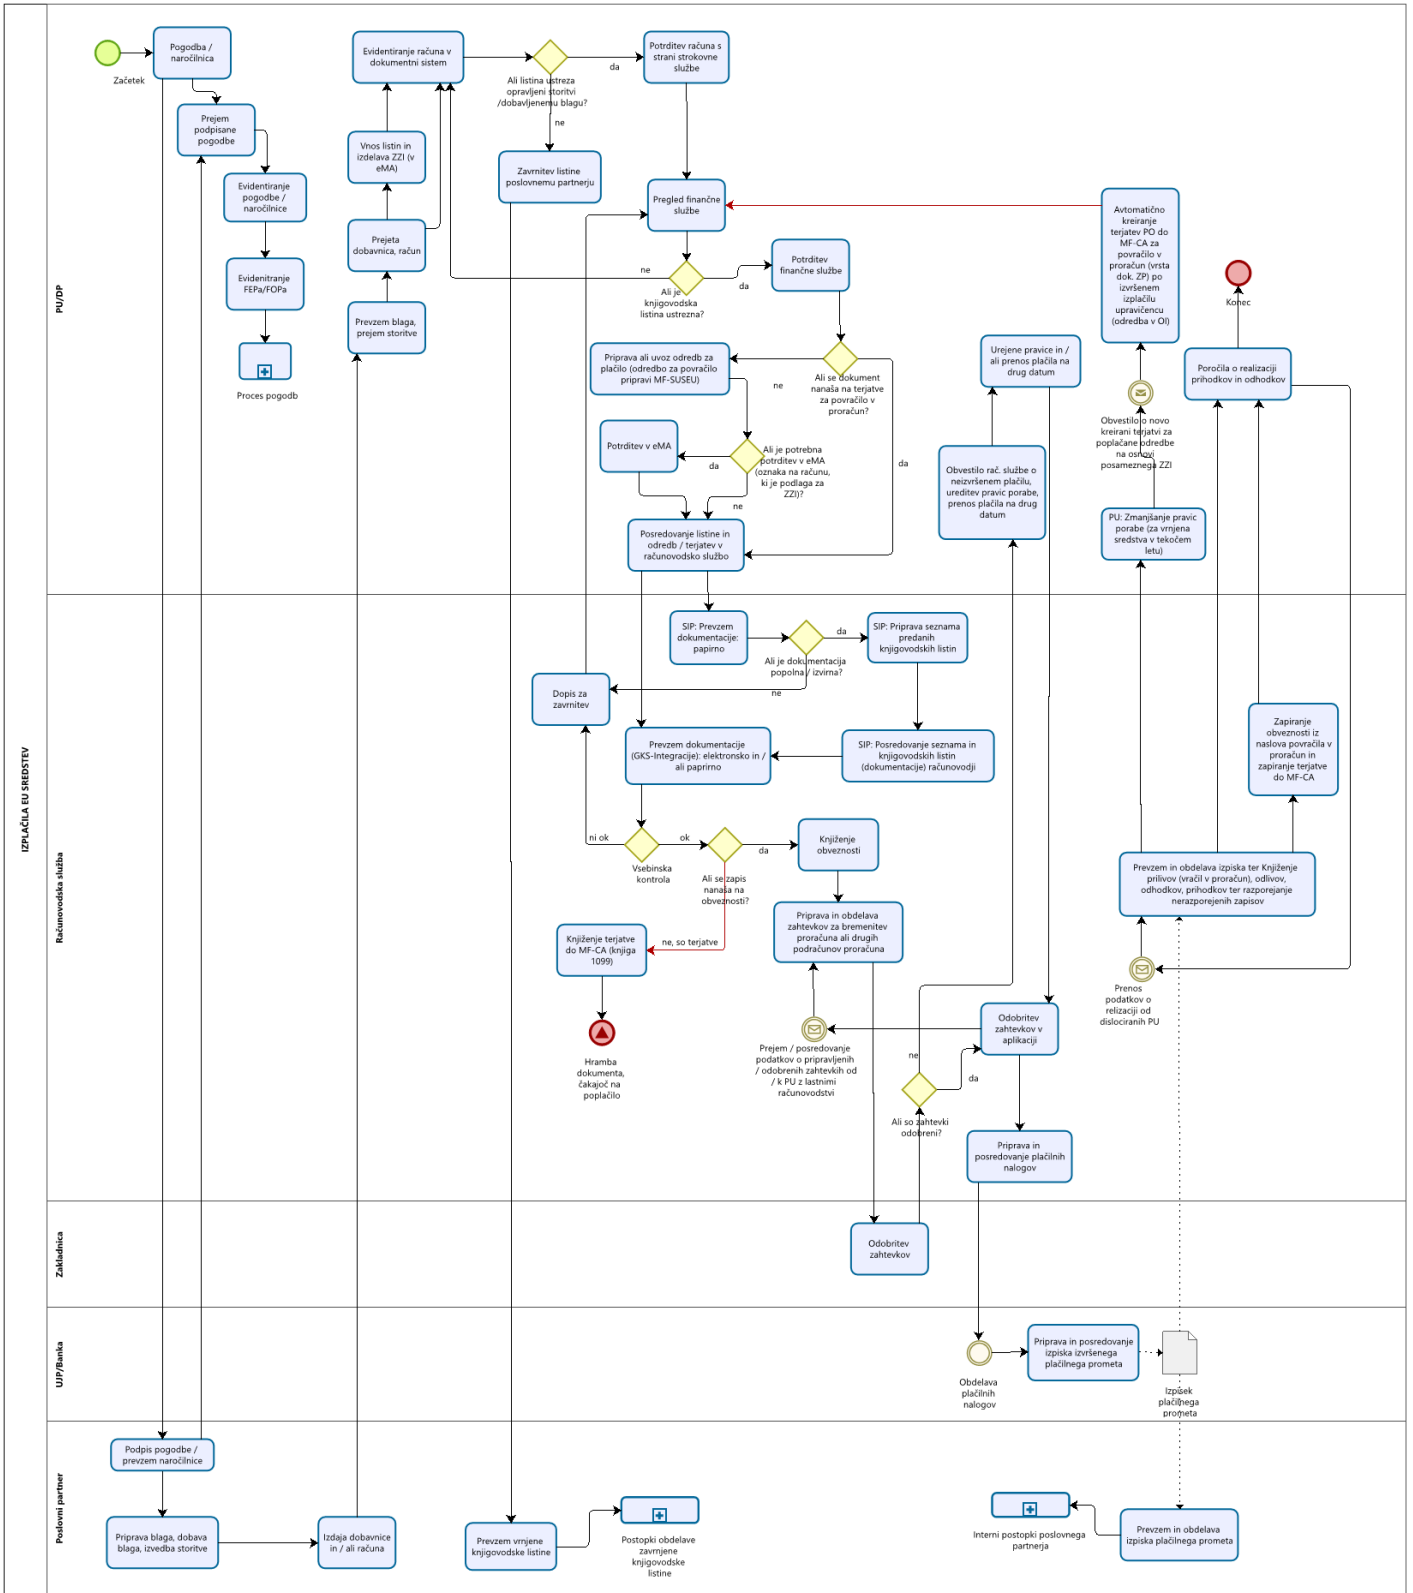 IZPLAČILA EU SREDSTEV
PU/DP
Začetek
Pogodba /
naročilnica
Prejem
podpisane
pogodbe
Evidentiranje
pogodbe /
naročilnice
Evidenitiranje
FEPa/FOPa
Proces pogodb
Evidentiranje računa v
dokumentni sistem
Vnos listin in
izdelava ZZI (v
eMA)
Prejeta
dobavnica, račun
Prevzem blaga,
prejem storitve
Ali listina ustreza
opravljeni storitvi
/dobavljenemu blagu?
da
ne
Zavrnitev listine
poslovnemu partnerju
Potrditev računa s
strani strokovne
službe
Pregled finančne
službe
ne
da
Ali je
knjigovodska
listina ustrezna?
Potrditev
finančne službe
Priprava ali uvoz odredb za
plačilo (odredbo za povračilo
pripravi MF-SUSEU)
ne
Ali se dokument
nanaša na terjatve
za povračilo v
proračun?
da
Potrditev v eMA
da
Ali je potrebna
potrditev v eMA
(oznaka na računu,
ki je podlaga za
ZZI)?
ne
Posredovanje listine in
odredb / terjatev v
računovodsko službo
Urejene pravice in /
ali prenos plačila na
drug datum
Obvestilo rač. službe o
neizvršenem plačilu,
ureditev pravic porabe,
prenos plačila na drug
datum
Avtomatično
kreiranje
terjatev PO do
MF-CA za
povračilo v
proračun (vrsta
dok. ZP) po
izvršenem
izplačilu
upravičencu
(odredba v OI)
Obvestilo o novo
kreirani terjatvi za
poplačane odredbe
na osnovi
posameznega ZZI
PU: Zmanjšanje pravic
porabe (za vrnjena
sredstva v tekočem
letu)
Konec
Poročila o realizaciji
prihodkov in odhodkov
Računovodska služba
SIP: Prevzem
dokumentacije:
papirno
da
Ali je dokumentacija
popolna / izvirna?
ne
SIP: Priprava seznama
predanih
knjigovodskih listin
Dopis za
zavrnitev
Prevzem dokumentacije
(GKS-Integracije): elektronsko in /
ali paprirno
SIP: Posredovanje seznama in
knjigovodskih listin
(dokumentacije) računovodji
ni ok
ok
Vsebinska
kontrola
da
Ali se zapis
nanaša na
obveznosti?
ne, so terjatve
Knjiženje
obveznosti
Knjiženje terjatve
do MF-CA (knjiga
1099)
Hramba
dokumenta,
čakajoč na
poplačilo
Priprava in obdelava
zahtevkov za bremenitev
proračuna ali drugih
podračunov proračuna
Prejem / posredovanje
podatkov o pripravljenih
/ odobrenih zahtevkih od
/ k PU z lastnimi
računovodstvi
Odobritev
zahtevkov v
aplikaciji
ne
da
Ali so zahtevki
odobreni?
Priprava in
posredovanje plačilnih
nalogov
Zapiranje
obveznosti iz
naslova povračila v
proračun in
zapiranje terjatve
do MF-CA
Prevzem in obdelava izpiska ter Knjiženje
prilivov (vračil v proračun), odlivov,
odhodkov, prihodkov ter razporejanje
nerazporejenih zapisov
Prenos
podatkov o
relizaciji od
dislociranih PU
Zakladnica
Odobritev
zahtevkov
UJP/Banka
Obdelava
plačilnih
nalogov
Priprava in posredovanje
izpiska izvršenega
plačilnega prometa
Izpisek
plačilnega
prometa
Poslovni partner
Podpis pogodbe /
prevzem naročilnice
Priprava blaga, dobava
blaga, izvedba storitve
Izdaja dobavnice
in / ali računa
Prevzem vrnjene
knjigovodske listine
Postopki obdelave
zavrnjene
knjigovodske
listine
Interni postopki poslovnega
partnerja
Prevzem in obdelava
izpiska plačilnega prometa